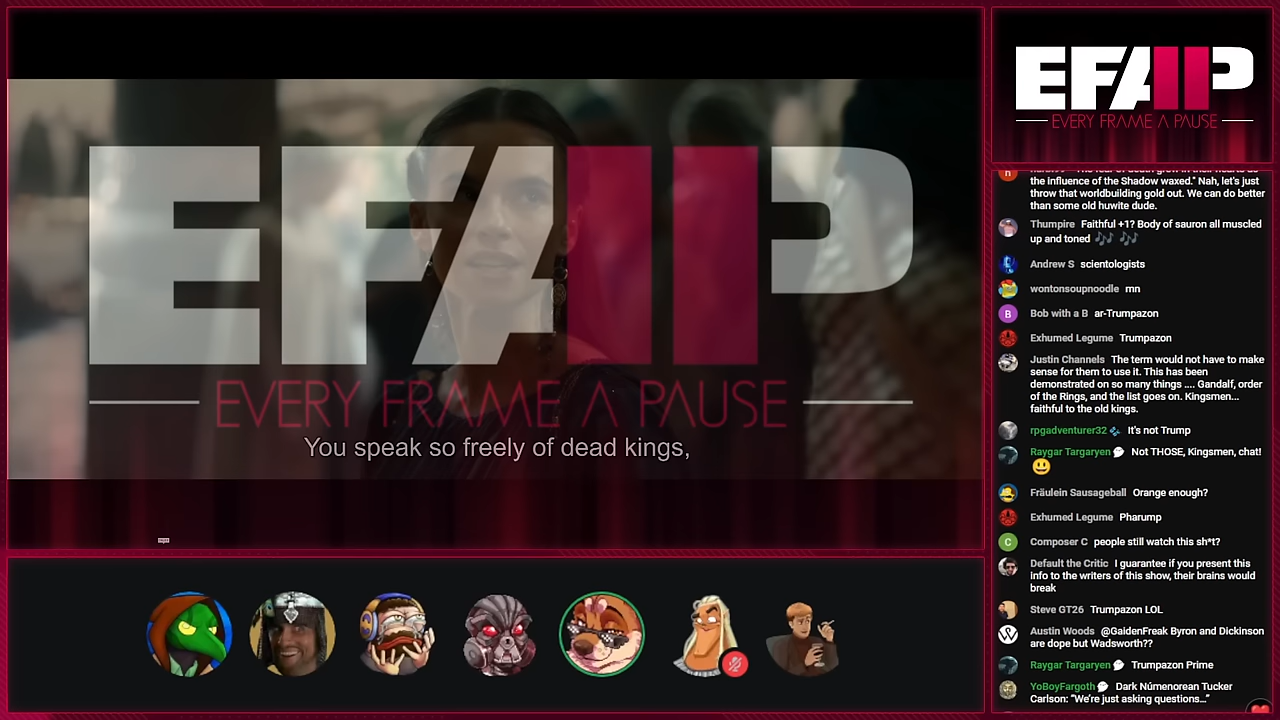 EFAP
EVERY FRAME A PAUSE
You speak so freely of dead kings,
EFAP
EVERY FRAME A PAUSE
the influence of the Shadow waxed." Nah, let's just
throw that worldbuilding gold out. We can do better
than some old huwite dude.
Thumpire Faithful +1? Body of sauron all muscled
up and toned 🎶 🎶
Andrew S scientologists
wontonsoupnoodle mn
B Bob with a B ar-Trumpazon
Exhumed Legume Trumpazon
Justin Channels The term would not have to make
sense for them to use it. This has been
demonstrated on so many things .... Gandalf, order
of the Rings, and the list goes on. Kingsmen...
faithful to the old kings.
rpgadventurer32 It's not Trump
Raygar Targaryen Not THOSE, Kingsmen, chat!
😃
Fräulein Sausageball Orange enough?
Exhumed Legume Pharump
C Composer C people still watch this sh*t?
Default the Critic I guarantee if you present this
info to the writers of this show, their brains would
break
Steve GT26 Trumpazon LOL
Austin Woods @GaidenFreak Byron and Dickinson
are dope but Wadsworth??
Raygar Targaryen Trumpazon Prime
YoBoyFargoth Dark Númenorean Tucker
Carlson: "We're just asking questions..."